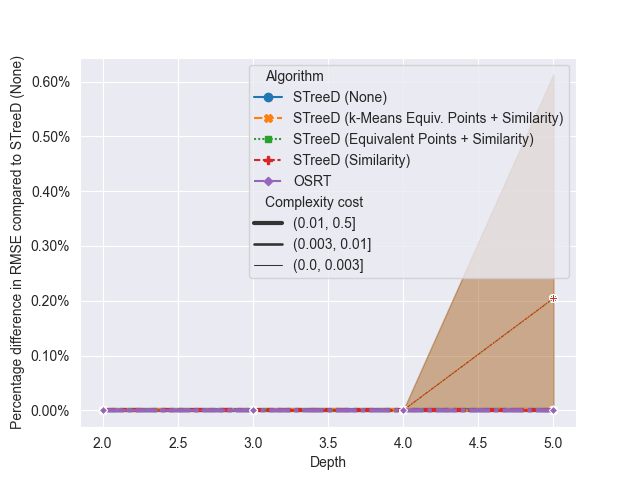 Percentage difference in RMSE compared to STreeD (None)
0.60%
0.50%
0.40%
0.30%
0.20%
0.10%
0.00%
Algorithm
STreeD (None)
STreeD (k-Means Equiv. Points + Similarity)
STreeD (Equivalent Points + Similarity)
STreeD (Similarity)
OSRT
Complexity cost
(0.01, 0.5]
(0.003, 0.01]
(0.0, 0.003]
2.0 2.5 3.0 3.5 4.0 4.5 5.0
Depth